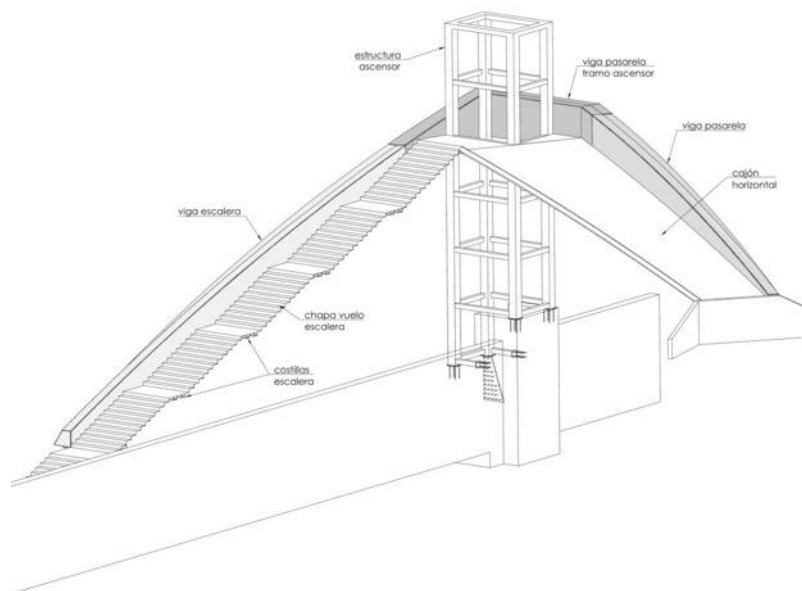 estructura
ascensor
viga pasarela
tramo ascensor
viga pasarela
cajón
horizontal
viga escalera
chapa vuelo
escalera
costillas
escalera